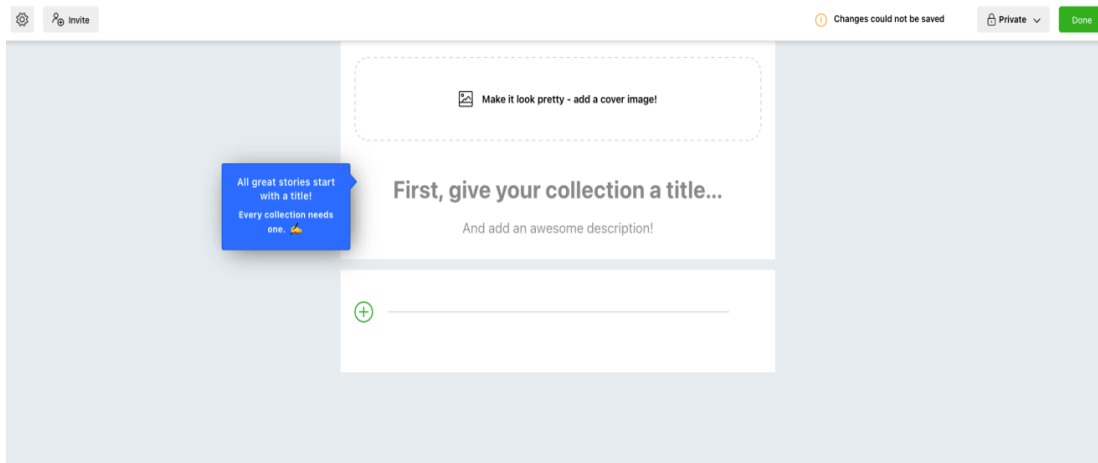 Invite
Changes could not be saved
Private
Done
Make it look pretty - add a cover image!
All great stories start
with a title!
Every collection needs
one. ✍️
First, give your collection a title...
And add an awesome description!